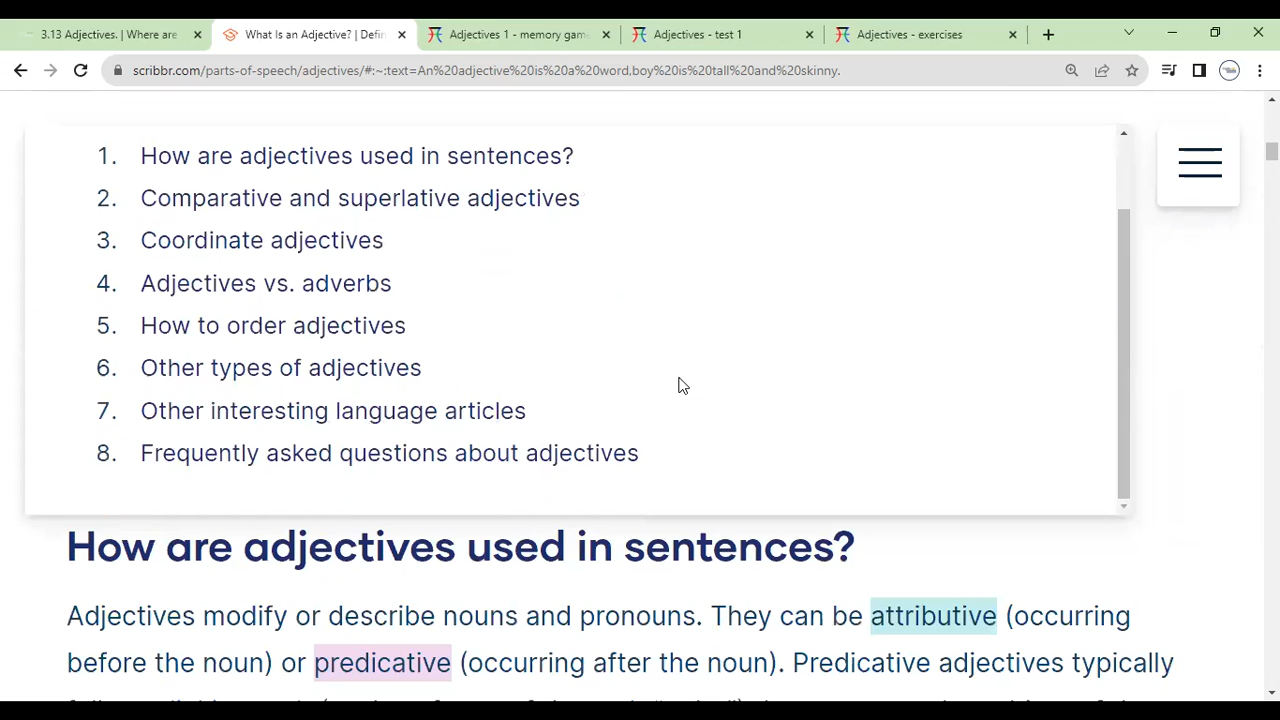 3.13 Adjectives. | Where are
What Is an Adjective? | Defin
Adjectives 1 - memory game
Adjectives - test 1
Adjectives - exercises
scribbr.com/parts-of-speech/adjectives/#:~:text=An%20adjective%20is%20a%20word,boy%20is%20tall%20and%20skinny.
1. How are adjectives used in sentences?
2. Comparative and superlative adjectives
3. Coordinate adjectives
4. Adjectives vs. adverbs
5. How to order adjectives
6. Other types of adjectives
7. Other interesting language articles
8. Frequently asked questions about adjectives
How are adjectives used in sentences?
Adjectives modify or describe nouns and pronouns. They can be attributive (occurring
before the noun) or predicative (occurring after the noun). Predicative adjectives typically